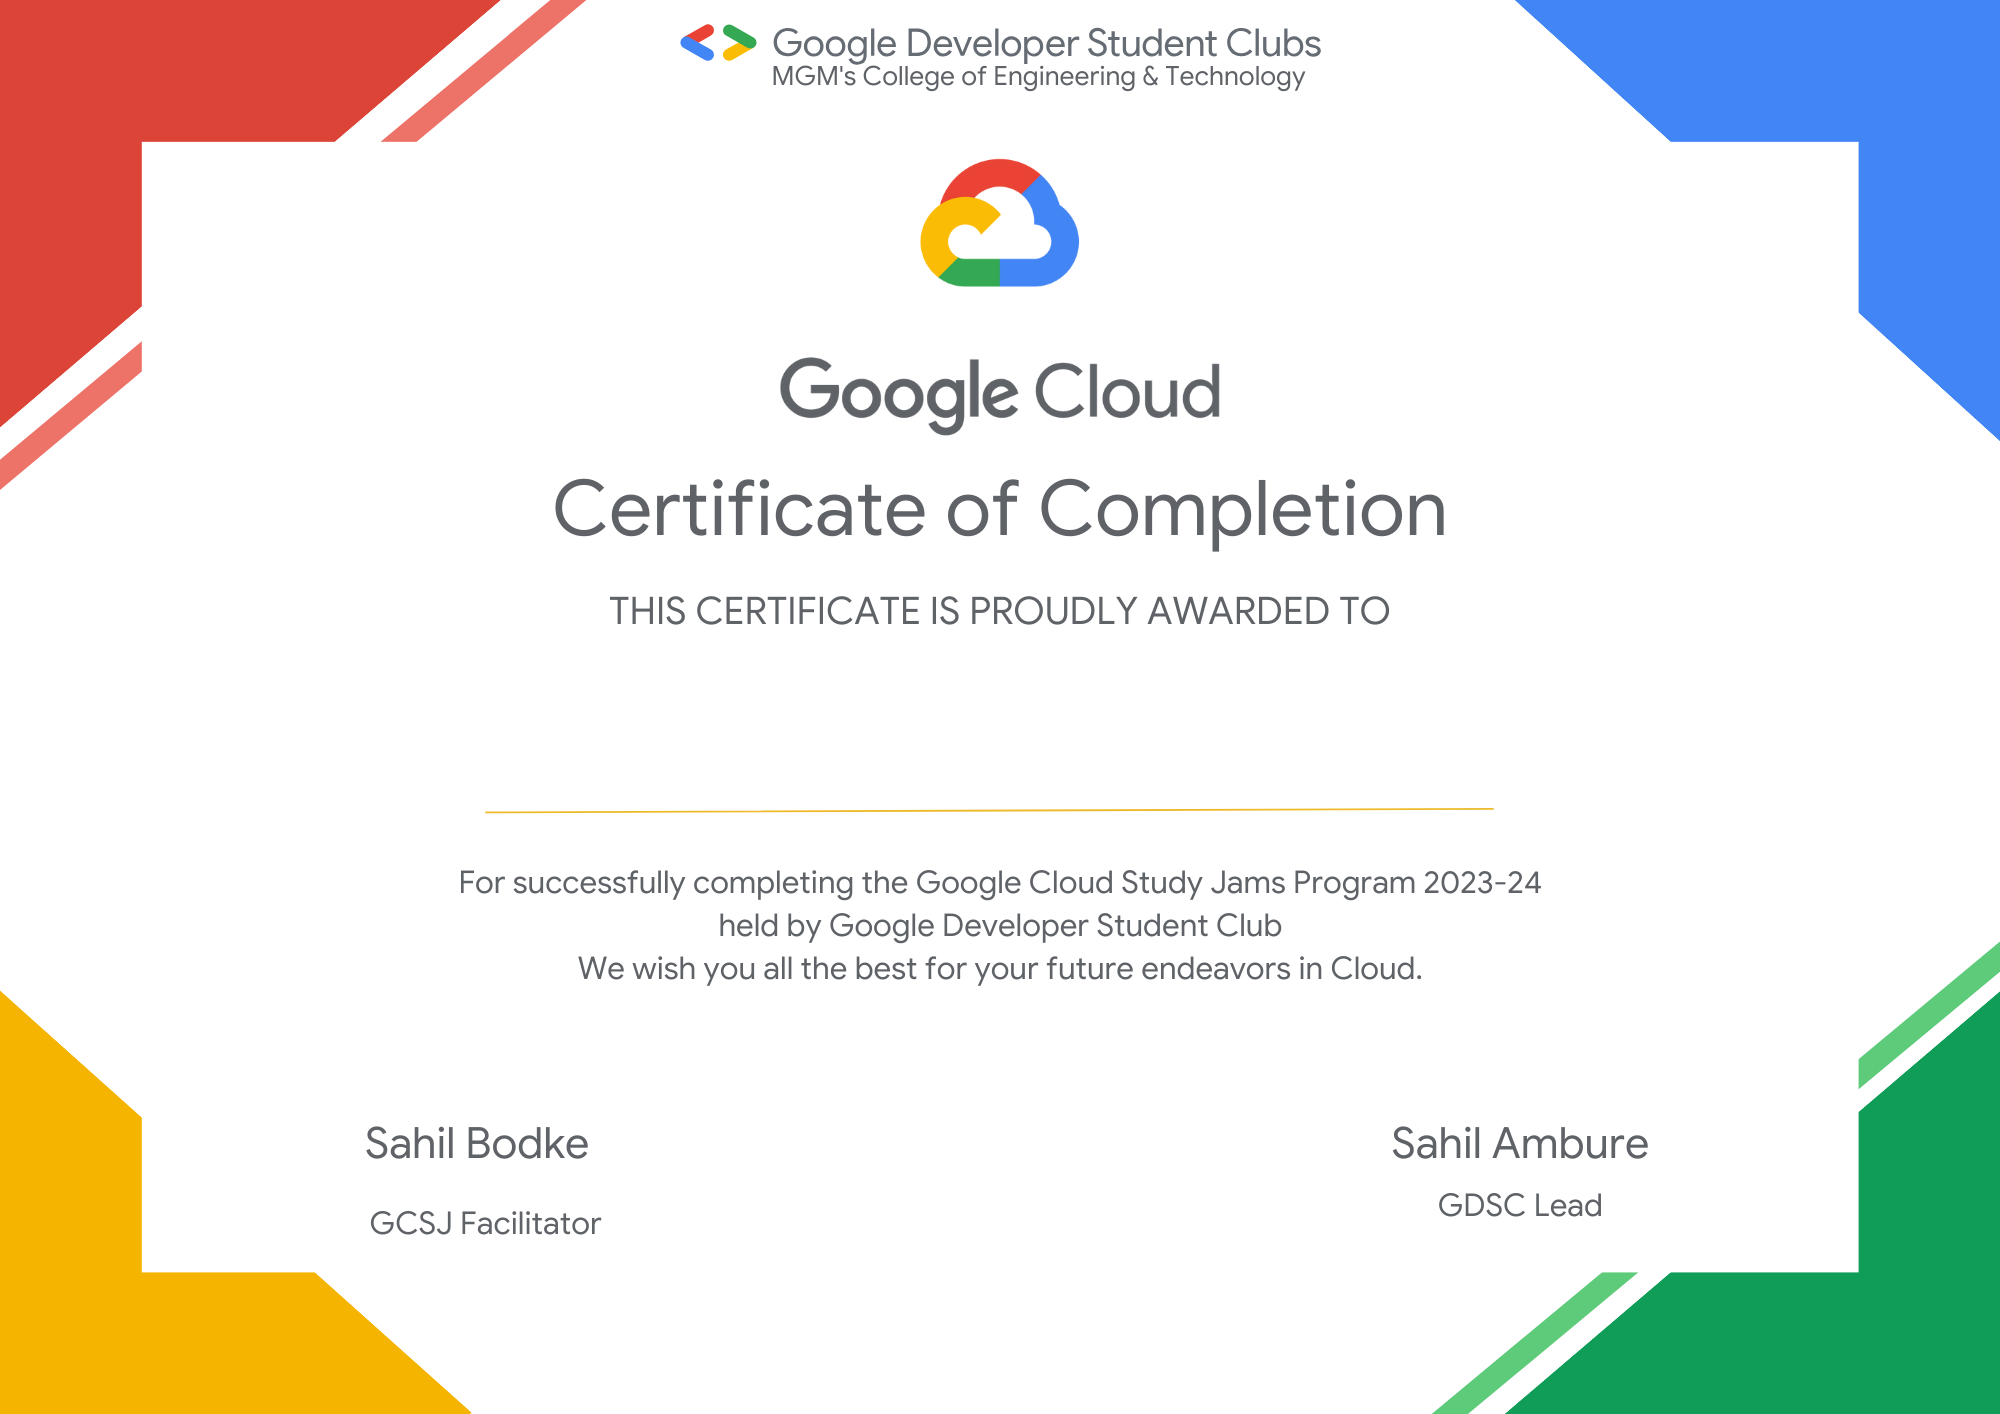 Google Developer Student Clubs
MGM's College of Engineering & Technology
Google Cloud
Certificate of Completion
THIS CERTIFICATE IS PROUDLY AWARDED TO
For successfully completing the Google Cloud Study Jams Program 2023-24
held by Google Developer Student Club
We wish you all the best for your future endeavors in Cloud.
Sahil Bodke
GCSJ Facilitator
Sahil Ambure
GDSC Lead